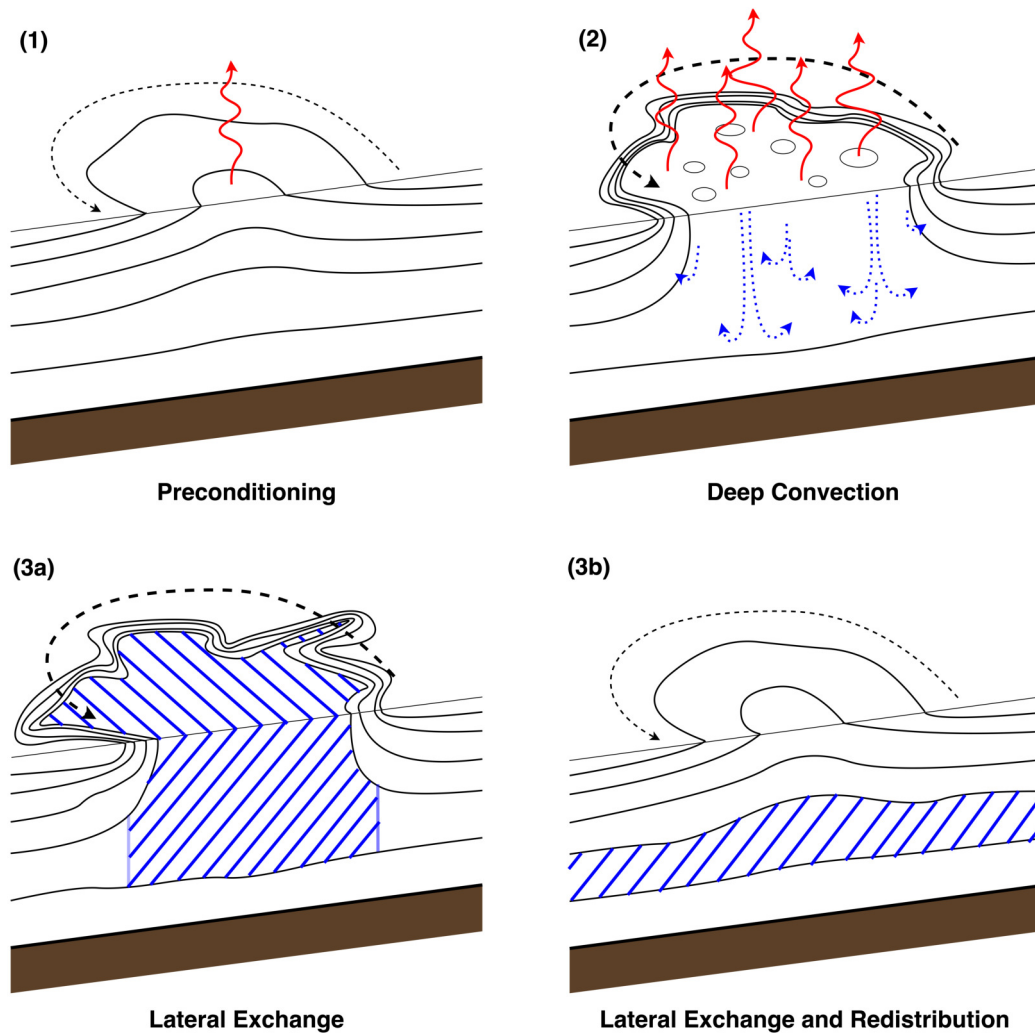 (1)
Preconditioning
(2)
Deep Convection
(3a)
Lateral Exchange
(3b)
Lateral Exchange and Redistribution